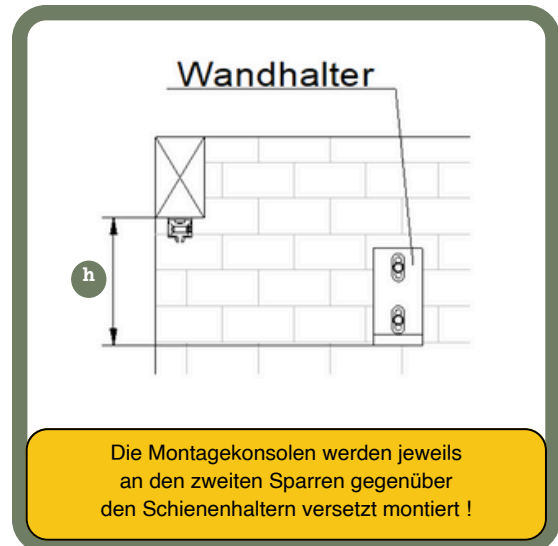 Wandhalter
h
Die Montagekonsolen werden jeweils
an den zweiten Sparren gegenüber
den Schienenhaltern versetzt montiert !